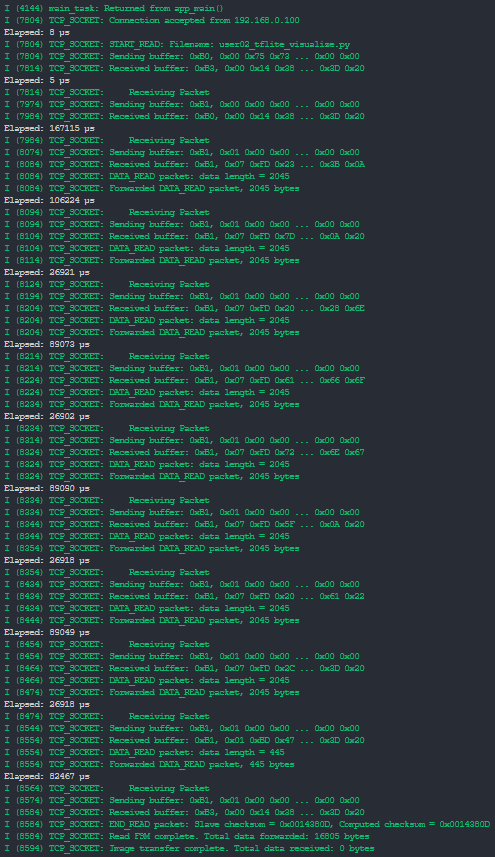 I (4144) main_task: Returned from app_main()
I (7804) TCP_SOCKET: Connection accepted from 192.168.0.100
Elapsed: 8 µs
I (7804) TCP_SOCKET: START_READ: Filename: user02_tflite_visualise.py
I (7804) TCP_SOCKET: Sending buffer: 0xB0, 0x00 0x75 0x73 ... 0x00 0x00
I (7814) TCP_SOCKET: Received buffer: 0xB3, 0x00 0x14 0x38 ... 0x3D 0x20
Elapsed: 5 µs
I (7814) TCP_SOCKET: Receiving Packet
I (7974) TCP_SOCKET: Sending buffer: 0xB1, 0x00 0x00 0x00 ... 0x00 0x00
I (7984) TCP_SOCKET: Received buffer: 0xB0, 0x00 0x14 0x38 ... 0x3D 0x20
Elapsed: 167115 µs
I (7984) TCP_SOCKET: Receiving Packet
I (8074) TCP_SOCKET: Sending buffer: 0xB1, 0x01 0x00 0x00 ... 0x00 0x00
I (8084) TCP_SOCKET: Received buffer: 0xB1, 0x07 0xFD 0x23 ... 0x3B 0x0A
I (8084) TCP_SOCKET: DATA_READ packet: data length = 2045
I (8084) TCP_SOCKET: Forwarded DATA_READ packet, 2045 bytes
Elapsed: 106224 µs
I (8094) TCP_SOCKET: Receiving Packet
I (8094) TCP_SOCKET: Sending buffer: 0xB1, 0x01 0x00 0x00 ... 0x00 0x00
I (8104) TCP_SOCKET: Received buffer: 0xB1, 0x07 0xFD 0x7D ... 0x0A 0x20
I (8104) TCP_SOCKET: DATA_READ packet: data length = 2045
I (8114) TCP_SOCKET: Forwarded DATA_READ packet, 2045 bytes
Elapsed: 26921 µs
I (8124) TCP_SOCKET: Receiving Packet
I (8194) TCP_SOCKET: Sending buffer: 0xB1, 0x01 0x00 0x00 ... 0x00 0x00
I (8204) TCP_SOCKET: Received buffer: 0xB1, 0x07 0xFD 0x20 ... 0x28 0x6E
I (8204) TCP_SOCKET: DATA_READ packet: data length = 2045
I (8204) TCP_SOCKET: Forwarded DATA_READ packet, 2045 bytes
Elapsed: 89073 µs
I (8214) TCP_SOCKET: Receiving Packet
I (8214) TCP_SOCKET: Sending buffer: 0xB1, 0x01 0x00 0x00 ... 0x00 0x00
I (8224) TCP_SOCKET: Received buffer: 0xB1, 0x07 0xFD 0x61 ... 0x66 0x6F
I (8224) TCP_SOCKET: DATA_READ packet: data length = 2045
I (8234) TCP_SOCKET: Forwarded DATA_READ packet, 2045 bytes
Elapsed: 26902 µs
I (8234) TCP_SOCKET: Receiving Packet
I (8314) TCP_SOCKET: Sending buffer: 0xB1, 0x01 0x00 0x00 ... 0x00 0x00
I (8324) TCP_SOCKET: Received buffer: 0xB1, 0x07 0xFD 0x72 ... 0x6E 0x67
I (8324) TCP_SOCKET: DATA_READ packet: data length = 2045
I (8324) TCP_SOCKET: Forwarded DATA_READ packet, 2045 bytes
Elapsed: 89090 µs
I (8334) TCP_SOCKET: Receiving Packet
I (8334) TCP_SOCKET: Sending buffer: 0xB1, 0x01 0x00 0x00 ... 0x00 0x00
I (8334) TCP_SOCKET: Received buffer: 0xB1, 0x07 0xFD 0x5F ... 0x0A 0x20
I (8344) TCP_SOCKET: DATA_READ packet: data length = 2045
I (8354) TCP_SOCKET: Forwarded DATA_READ packet, 2045 bytes
Elapsed: 26918 µs
I (8354) TCP_SOCKET: Receiving Packet
I (8434) TCP_SOCKET: Sending buffer: 0xB1, 0x01 0x00 0x00 ... 0x00 0x00
I (8434) TCP_SOCKET: Received buffer: 0xB1, 0x07 0xFD 0x20 ... 0x61 0x22
I (8434) TCP_SOCKET: DATA_READ packet: data length = 2045
I (8444) TCP_SOCKET: Forwarded DATA_READ packet, 2045 bytes
Elapsed: 89049 µs
I (8454) TCP_SOCKET: Receiving Packet
I (8454) TCP_SOCKET: Sending buffer: 0xB1, 0x01 0x00 0x00 ... 0x00 0x00
I (8464) TCP_SOCKET: Received buffer: 0xB1, 0x07 0xFD 0x2C ... 0x3D 0x20
I (8464) TCP_SOCKET: DATA_READ packet: data length = 2045
I (8474) TCP_SOCKET: Forwarded DATA_READ packet, 2045 bytes
Elapsed: 26918 µs
I (8474) TCP_SOCKET: Receiving Packet
I (8544) TCP_SOCKET: Sending buffer: 0xB1, 0x01 0x00 0x00 ... 0x00 0x00
I (8554) TCP_SOCKET: Received buffer: 0xB1, 0x01 0xBD 0x47 ... 0x3D 0x20
I (8554) TCP_SOCKET: DATA_READ packet: data length = 445
I (8554) TCP_SOCKET: Forwarded DATA_READ packet, 445 bytes
Elapsed: 82467 µs
I (8564) TCP_SOCKET: Receiving Packet
I (8574) TCP_SOCKET: Sending buffer: 0xB1, 0x01 0x00 0x00 ... 0x00 0x00
I (8584) TCP_SOCKET: Received buffer: 0xB3, 0x00 0x14 0x38 ... 0x3D 0x20
I (8584) TCP_SOCKET: END_READ packet: Slave checksum = 0x0014380D, Computed checksum = 0x0014380D
I (8584) TCP_SOCKET: Read FSM complete. Total data forwarded: 16805 bytes
I (8594) TCP_SOCKET: Image transfer complete. Total data received: 0 bytes